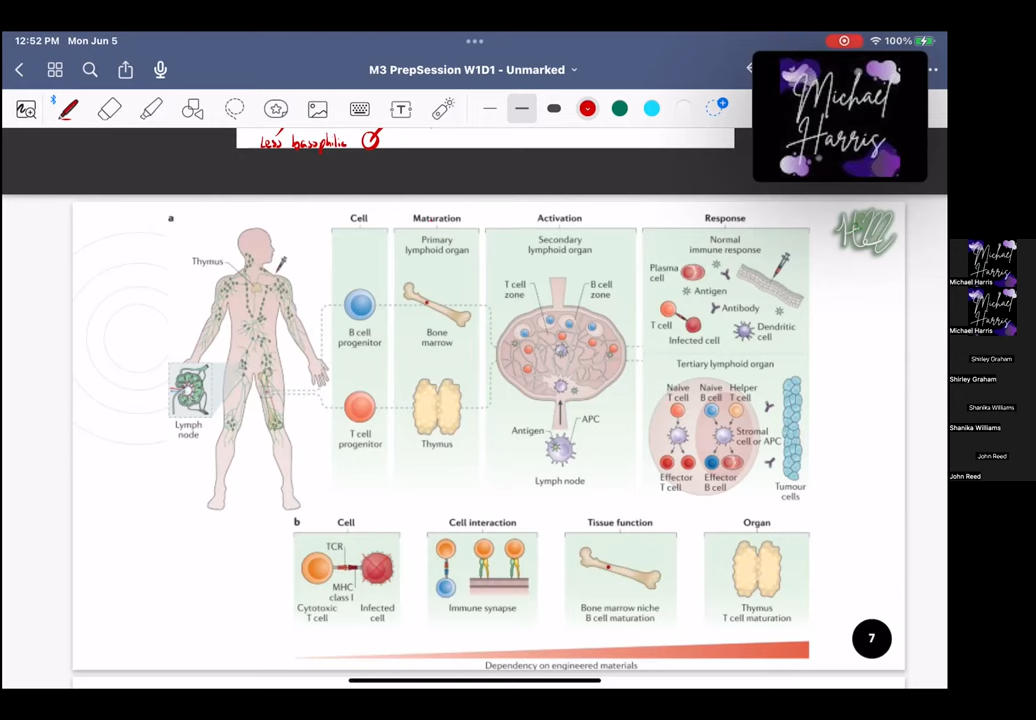 12:52 PM Mon Jun 5
100%
M3 PrepSession W1D1 - Unmarked
Michael
Harris
Less basophilia
a
Cell
Maturation
Activation
Response
Thymus
Lymph
node
B cell
progenitor
T cell
progenitor
Primary
lymphoid organ
Bone
marrow
Thymus
Secondary
lymphoid organ
T cell
zone
B cell
zone
Antigen
APC
Lymph node
Normal
immune response
Plasma
cell
Antigen
Antibody
T cell
Infected cell
Dendritic
cell
Tertiary lymphoid organ
Naive
T cell
Naive
B cell
Helper
T cell
Stromal
cell or APC
Effector
T cell
Effector
B cell
Tumour
cells
b
Cell
Cell interaction
Tissue function
Organ
TCR
MHC
class I
Cytotoxic
T cell
Infected
cell
Immune synapse
Bone marrow niche
B cell maturation
Thymus
T cell maturation
Dependency on engineered materials
7
Michael
Harris
Michael Harris
Michael
Harris
Michael Harris
Shirley Graham
Shirley Graham
Shanika Williams
Shanika Williams
John Reed
John Reed